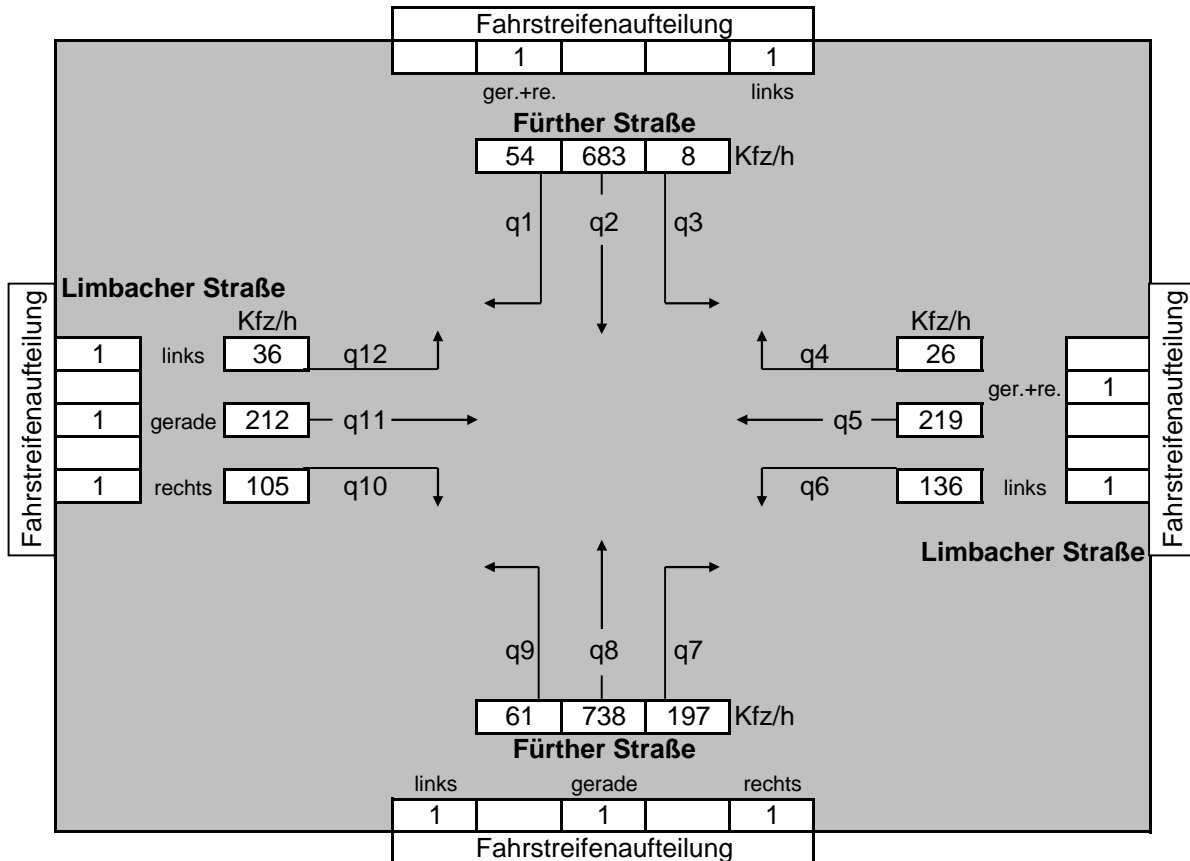 Fahrstreifenaufteilung
1 1
ger.+re. links
Fürther Straße
54 683 8 Kfz/h
q1 q2 q3
Fahrstreifenaufteilung
Limbacher Straße
Kfz/h
1 links 36 q12
1 gerade 212 q11
1 rechts 105 q10
Kfz/h
q4 26
ger.+re. 1
q5 219
q6 136 links 1
Limbacher Straße
Fahrstreifenaufteilung
q9 q8 q7
61 738 197 Kfz/h
Fürther Straße
links gerade rechts
1 1 1
Fahrstreifenaufteilung